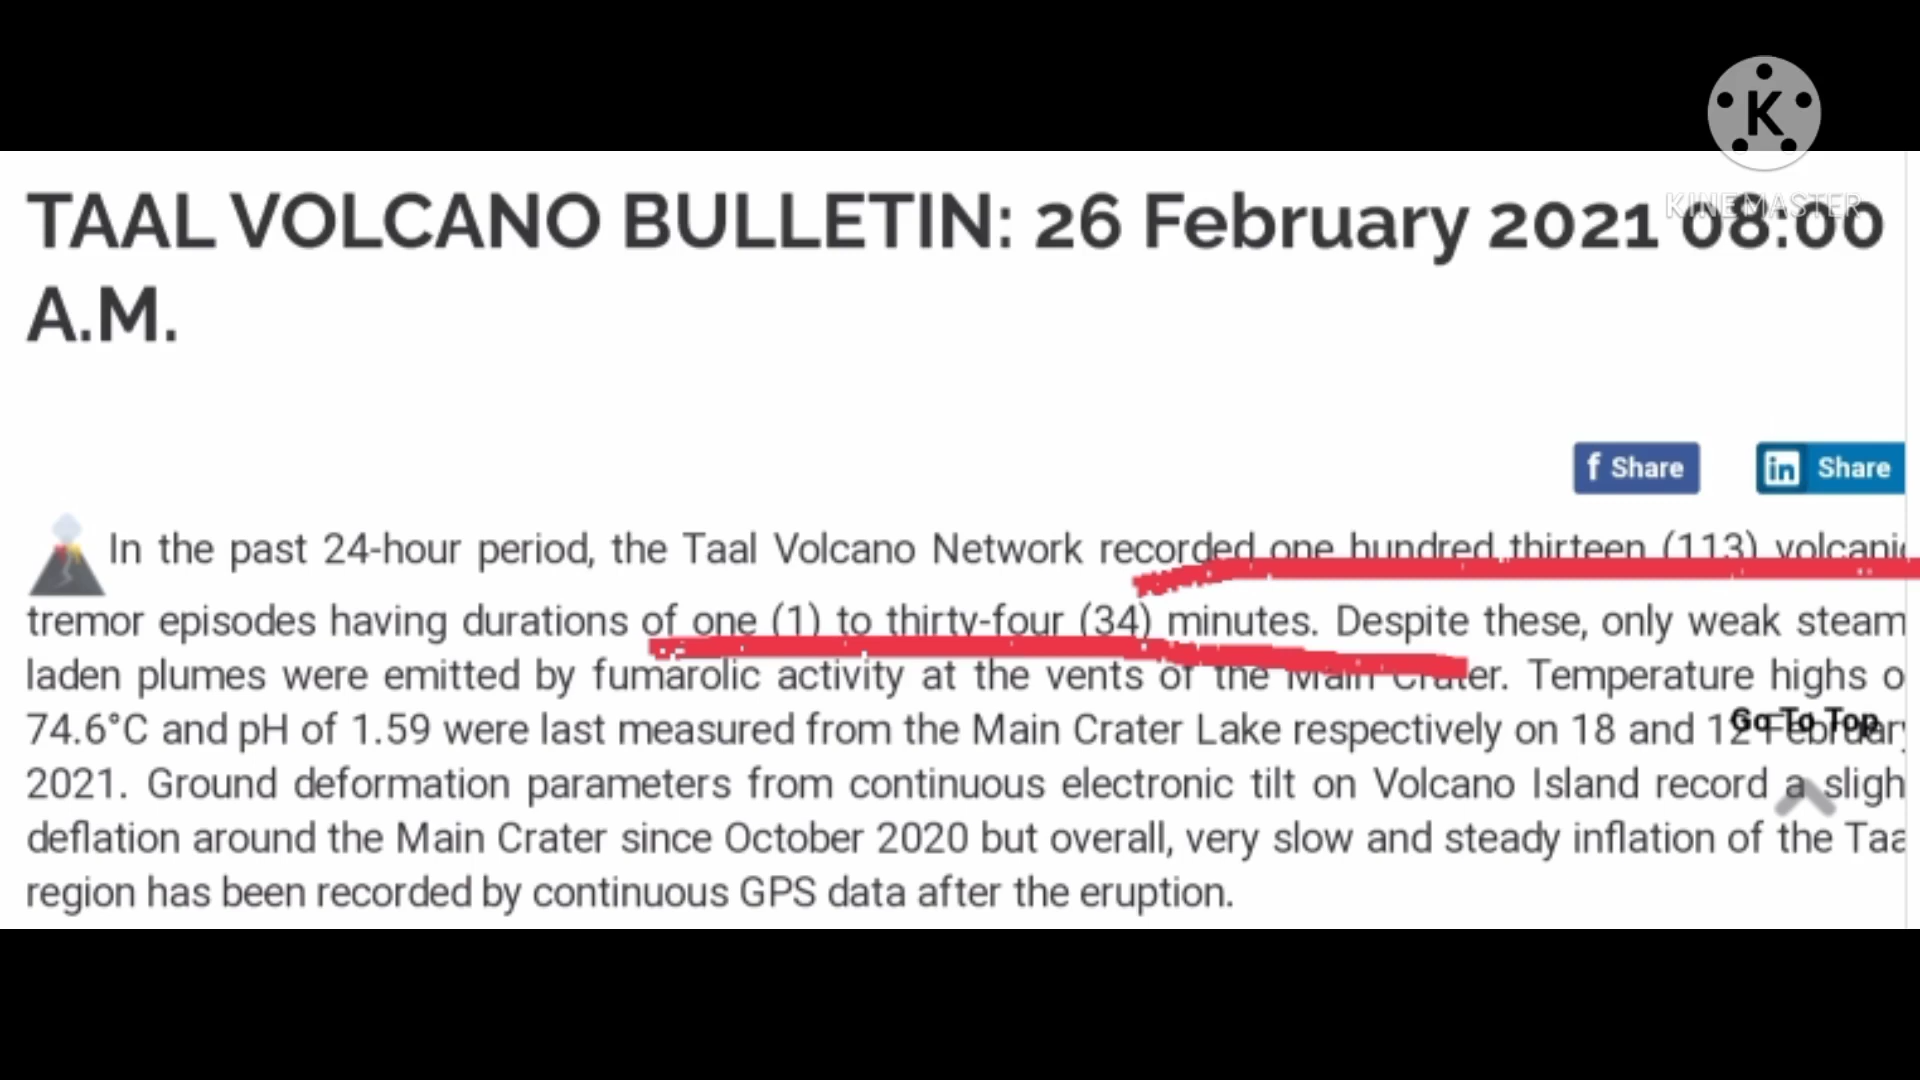 K
KINEMASTER
TAAL VOLCANO BULLETIN: 26 February 2021 08:00
A.M.
f Share
in Share
In the past 24-hour period, the Taal Volcano Network recorded one hundred thirteen (113) volcanic
tremor episodes having durations of one (1) to thirty-four (34) minutes. Despite these, only weak steam
laden plumes were emitted by fumarolic activity at the vents of the Main Crater. Temperature highs o
74.6°C and pH of 1.59 were last measured from the Main Crater Lake respectively on 18 and 12 February
Go To Top
2021. Ground deformation parameters from continuous electronic tilt on Volcano Island record a sligh
deflation around the Main Crater since October 2020 but overall, very slow and steady inflation of the Taa
region has been recorded by continuous GPS data after the eruption.